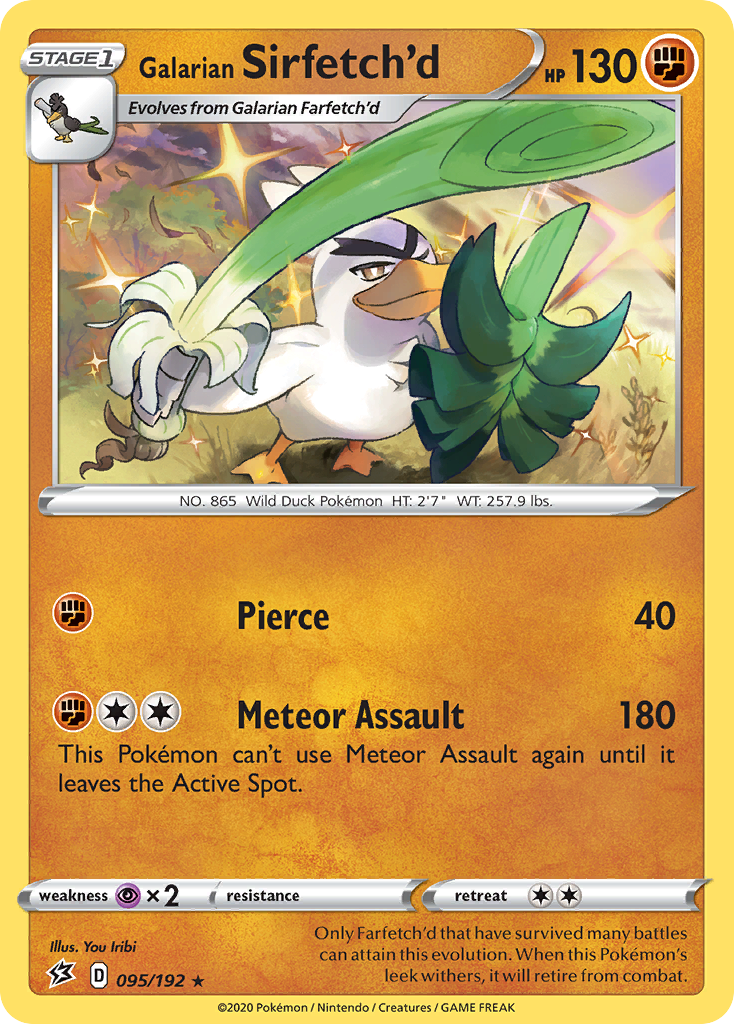 STAGE 1
Galarian Sirfetch'd
HP 130
Evolves from Galarian Farfetch'd
NO. 865 Wild Duck Pokémon HT: 2'7" WT: 257.9 lbs.
Pierce 40
Meteor Assault 180
This Pokémon can't use Meteor Assault again until it
leaves the Active Spot.
weakness ×2 resistance retreat
Illus. You Iribi
Only Farfetch'd that have survived many battles
can attain this evolution. When this Pokémon's
leek withers, it will retire from combat.
D 095/192 ★
©2020 Pokémon / Nintendo / Creatures / GAME FREAK